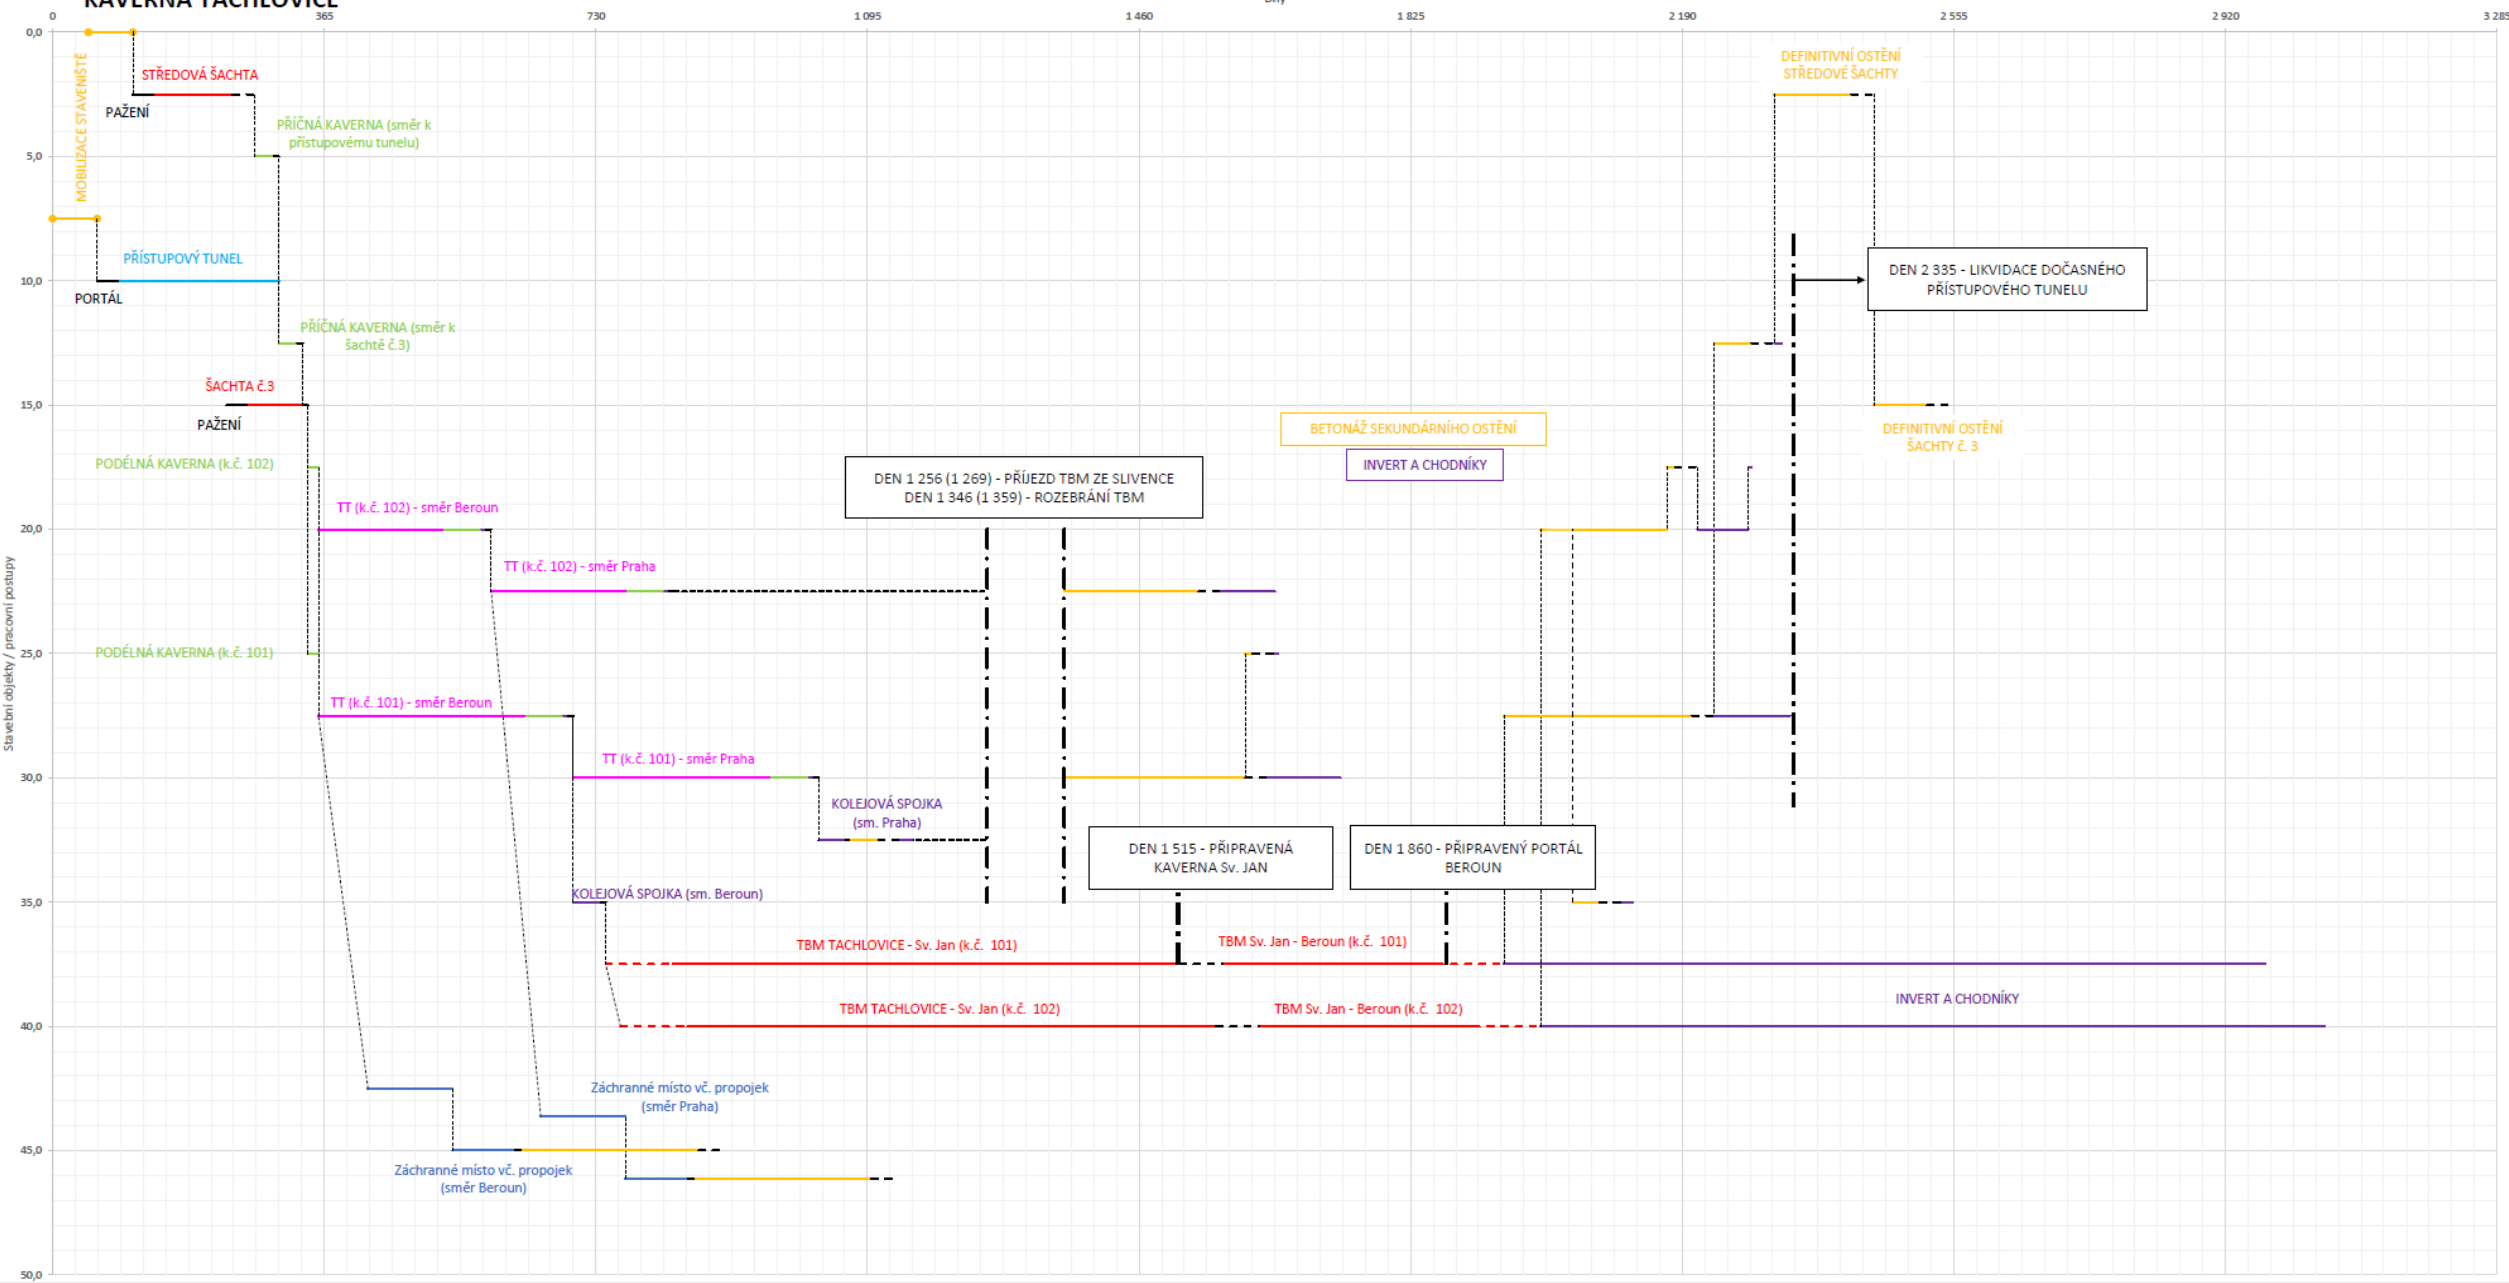 KAVERNA TACHLOVICE
Dny
0 365 730 1 095 1 460 1 825 2 190 2 555 2 920 3 285
0,0
5,0
10,0
15,0
20,0
25,0
30,0
35,0
40,0
45,0
50,0
Stavební objekty / pracovní postupy
MOBILIZACE STAVENIŠTĚ
STŘEDOVÁ ŠACHTA
PAŽENÍ
PŘÍČNÁ KAVERNA (směr k
přístupovému tunelu)
PŘÍSTUPOVÝ TUNEL
PORTÁL
PŘÍČNÁ KAVERNA (směr k
šachtě č.3)
ŠACHTA č.3
PAŽENÍ
PODÉLNÁ KAVERNA (k.č. 102)
TT (k.č. 102) - směr Beroun
TT (k.č. 102) - směr Praha
PODÉLNÁ KAVERNA (k.č. 101)
TT (k.č. 101) - směr Beroun
TT (k.č. 101) - směr Praha
KOLEJOVÁ SPOJKA
(sm. Praha)
KOLEJOVÁ SPOJKA (sm. Beroun)
DEN 1 256 (1 269) - PŘÍJEZD TBM ZE SLIVENCE
DEN 1 346 (1 359) - ROZEBRÁNÍ TBM
BETONÁŽ SEKUNDÁRNÍHO OSTĚNÍ
INVERT A CHODNÍKY
DEFINITIVNÍ OSTĚNÍ
STŘEDOVÉ ŠACHTY
DEN 2 335 - LIKVIDACE DOČASNÉHO
PŘÍSTUPOVÉHO TUNELU
DEFINITIVNÍ OSTĚNÍ
ŠACHTY č. 3
DEN 1 515 - PŘIPRAVENÁ
KAVERNA Sv. JAN
DEN 1 860 - PŘIPRAVENÝ PORTÁL
BEROUN
TBM TACHLOVICE - Sv. Jan (k.č. 101)
TBM Sv. Jan - Beroun (k.č. 101)
TBM TACHLOVICE - Sv. Jan (k.č. 102)
TBM Sv. Jan - Beroun (k.č. 102)
INVERT A CHODNÍKY
Záchranné místo vč. propojek
(směr Praha)
Záchranné místo vč. propojek
(směr Beroun)